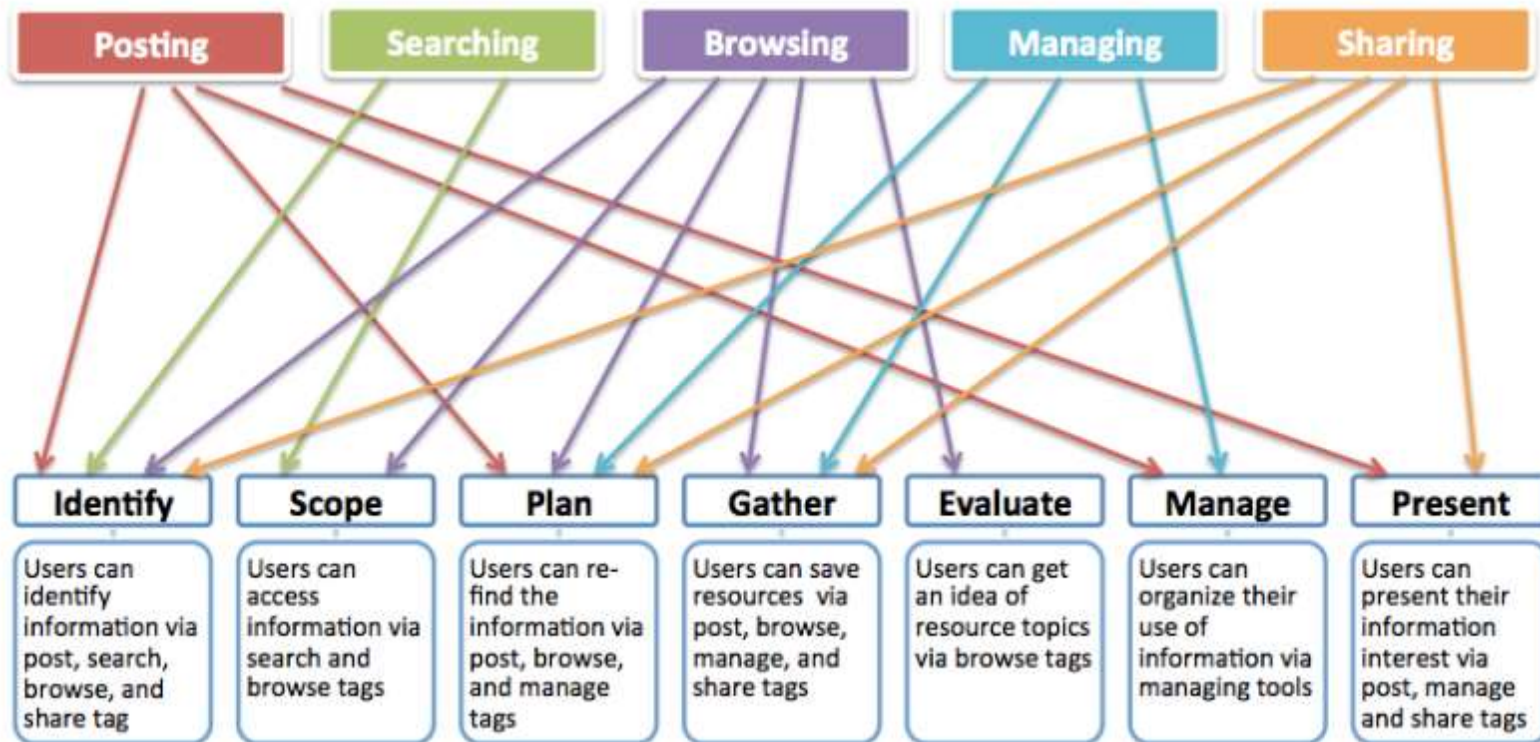 Posting
Searching
Browsing
Managing
Sharing
Identify
Scope
Plan
Gather
Evaluate
Manage
Present
Users can
identify
information via
post, search,
browse, and
share tag
Users can
access
information via
search and
browse tags
Users can re-
find the
information via
post, browse,
and manage
tags
Users can save
resources via
post, browse,
manage, and
share tags
Users can get
an idea of
resource topics
via browse tags
Users can
organize their
use of
information via
managing tools
Users can
present their
information
interest via
post, manage
and share tags